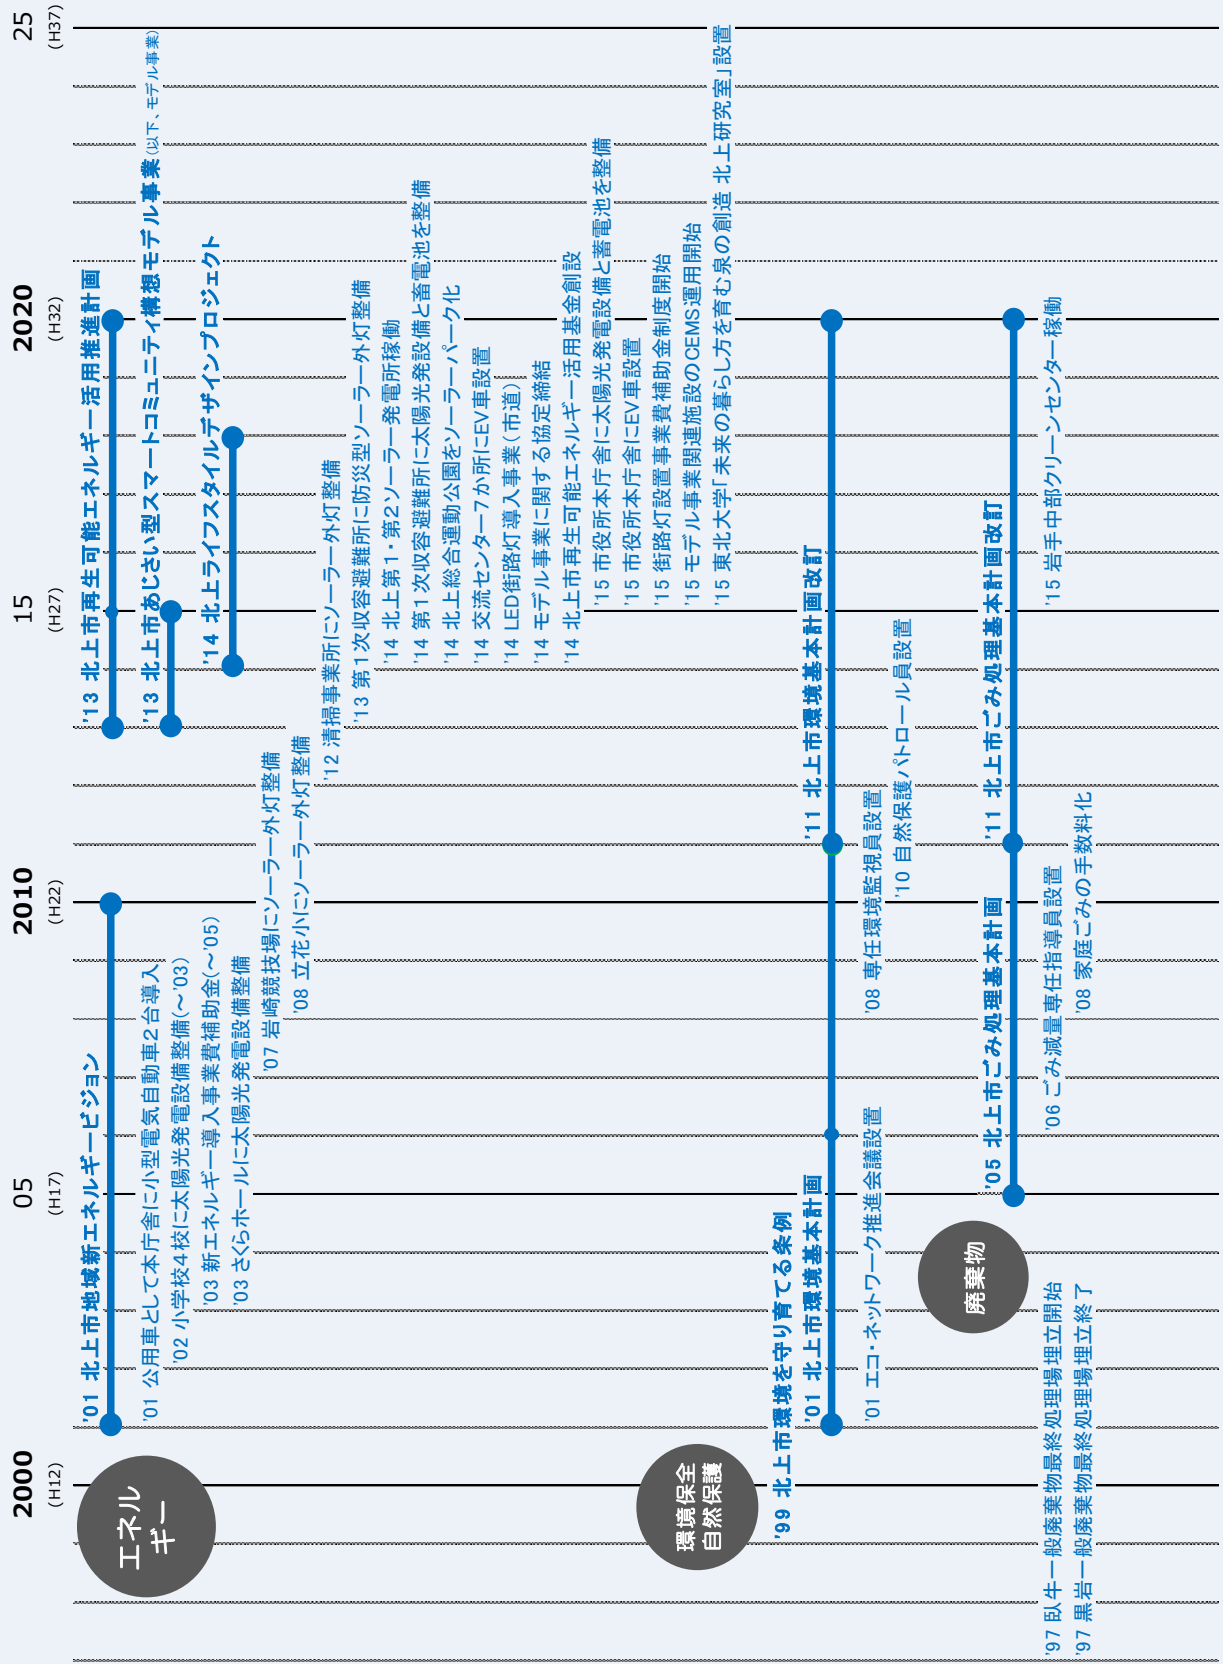 2000
(H12)
05
(H17)
2010
(H22)
15
(H27)
2020
(H32)
25
(H37)
エネル
ギー
'01 北上市地域新エネルギービジョン
'13 北上市再生可能エネルギー活用推進計画
'01 公用車として本庁舎に小型電気自動車２台導入
'13 北上市あじさい型スマートコミュニティ構想モデル事業(以下、モデル事業)
'02 小学校４校に太陽光発電設備整備(～'03)
'03 新エネルギー導入事業費補助金(～'05)
'14 北上ライフスタイルデザインプロジェクト
'03 さくらホールに太陽光発電設備整備
'07 岩崎競技場にソーラー外灯整備
'08 立花小にソーラー外灯整備
'12 清掃事業所にソーラー外灯整備
'13 第１次収容避難所に防災型ソーラー外灯整備
'14 北上第１・第２ソーラー発電所稼働
'14 第１次収容避難所に太陽光発設備と蓄電池を整備
'14 北上総合運動公園をソーラーパーク化
'14 交流センター７か所にEV車設置
'14 LED街路灯導入事業（市道）
'14 モデル事業に関する協定締結
'14 北上市再生可能エネルギー活用基金創設
'15 市役所本庁舎に太陽光発電設備と蓄電池を整備
'15 市役所本庁舎にEV車設置
'15 街路灯設置事業費補助金制度開始
'15 モデル事業関連施設のCEMS運用開始
'15 東北大学「未来の暮らし方を育む泉の創造 北上研究室」設置
環境保全
自然保護
'99 北上市環境を守り育てる条例
'01 北上市環境基本計画
'11 北上市環境基本計画改訂
'01 エコ・ネットワーク推進会議設置
'08 専任環境監視員設置
'10 自然保護パトロール員設置
廃棄物
'05 北上市ごみ処理基本計画
'11 北上市ごみ処理基本計画改訂
'97 臥牛一般廃棄物最終処理場埋立開始
'06 ごみ減量専任指導員設置
'15 岩手中部クリーンセンター稼働
'97 黒岩一般廃棄物最終処理場埋立終了
'08 家庭ごみの手数料化